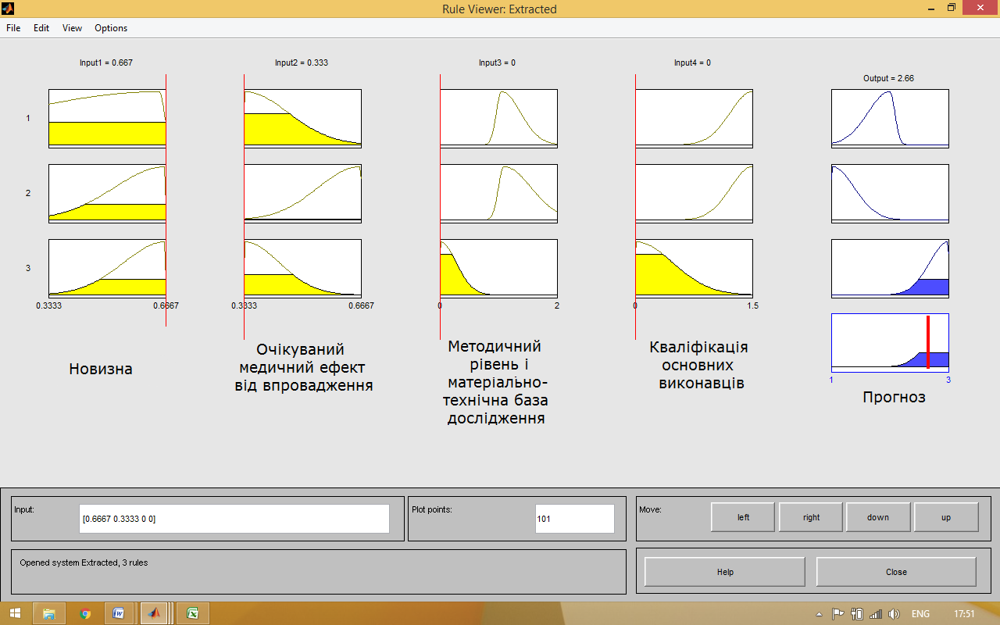 Rule Viewer: Extracted
File Edit View Options
Input1 = 0.667
Input2 = 0.333
Input3 = 0
Input4 = 0
Output = 2.66
1
2
3
0.3333 0.6667
0.3333 0.6667
0 2
0 1.5
1 3
Новизна
Очікуваний
медичний ефект
від впровадження
Методичний
рівень і
матеріально-
технічна база
дослідження
Кваліфікація
основних
виконавців
Прогноз
Input:
[0.6667 0.3333 0 0]
Plot points:
101
Move:
left
right
down
up
Opened system Extracted, 3 rules
Help
Close
ENG
17:51